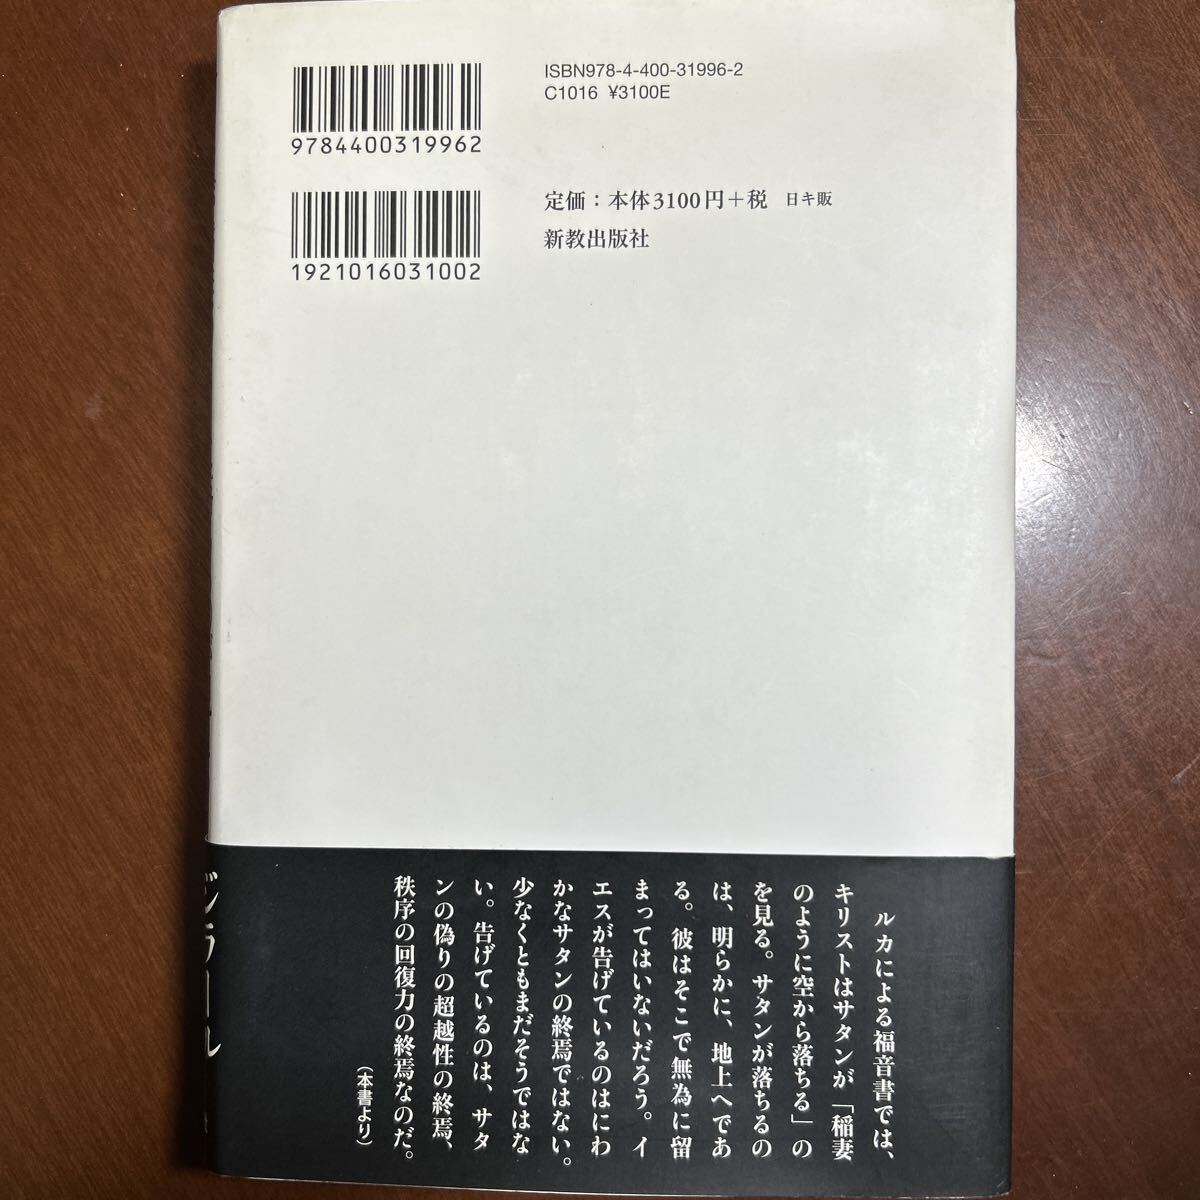 ISBN978-4-400-31996-2
C1016 ¥3100E
9784400319962
1921016031002
定価：本体3100円＋税 日キ販
新教出版社
ルカによる福音書では、
キリストはサタンが「稲妻
のように空から落ちる」の
を見る。サタンが落ちるの
は、明らかに、地上へであ
る。彼はそこで無為に留
まってはいないだろう。イ
エスが告げているのはにわ
かなサタンの終焉ではない。
少なくともまだそうではな
い。告げているのは、サタ
ンの偽りの超越性の終焉、
秩序の回復力の終焉なのだ。
（本書より）
ジラール